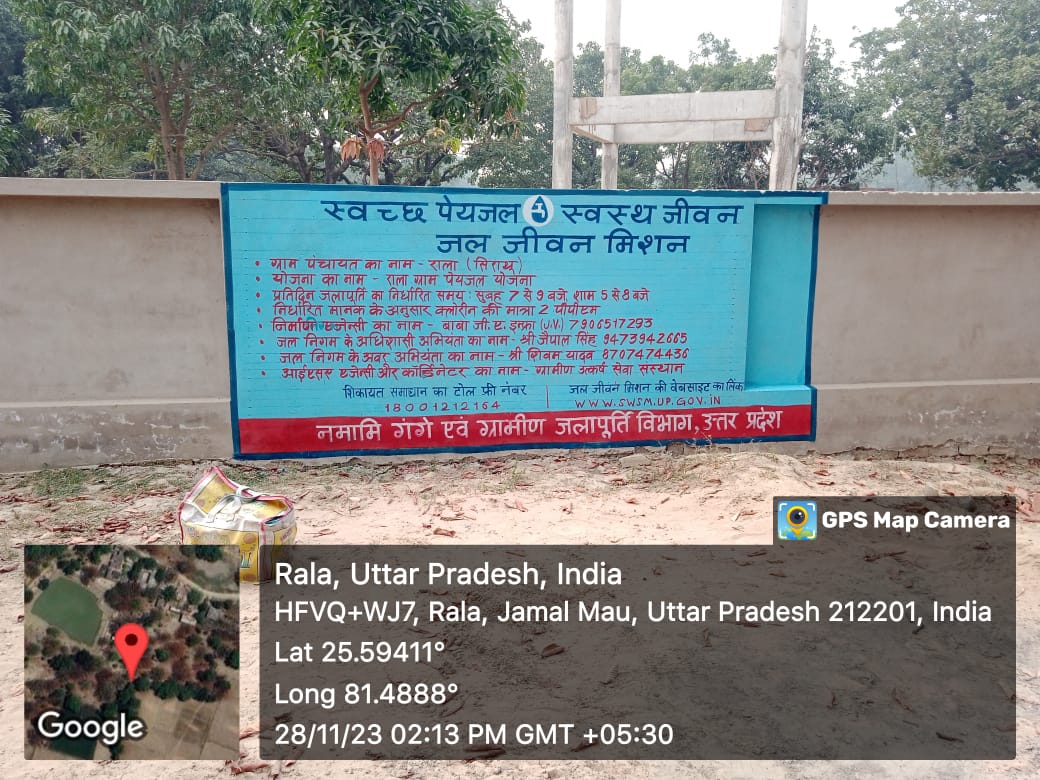 स्वच्छ पेयजल स्वस्थ जीवन
जल जीवन मिशन
• ग्राम पंचायत का नाम - राला (सिराथू)
• योजना का नाम - राला ग्राम पेयजल योजना
• प्रतिदिन जलापूर्ति का निर्धारित समय: सुबह 7 से 9 बजे शाम 5 से 8 बजे
• निर्धारित मानक के अनुसार क्लोरीन की मात्रा 2 पीपीएम
• निर्माण एजेन्सी का नाम - बाबा जी. ए. इन्फ्रा (J.V) 7906517293
• जल निगम के अधिशासी अभियंता का नाम - श्री जैपाल सिंह 9473942665
• जल निगम के अवर अभियंता का नाम - श्री शिवम यादव 8707474436
• आईएसए एजेन्सी और कॉर्डिनेटर का नाम - ग्रामीण उत्कर्ष सेवा संस्थान
शिकायत समाधान का टोल फ्री नंबर
18001212164
जल जीवन मिशन की वेबसाइट का लिंक
WWW.SWSM.UP.GOV.IN
नमामि गंगे एवं ग्रामीण जलापूर्ति विभाग, उत्तर प्रदेश
GPS Map Camera
Rala, Uttar Pradesh, India
HFVQ+WJ7, Rala, Jamal Mau, Uttar Pradesh 212201, India
Lat 25.59411°
Long 81.4888°
28/11/23 02:13 PM GMT +05:30
Google